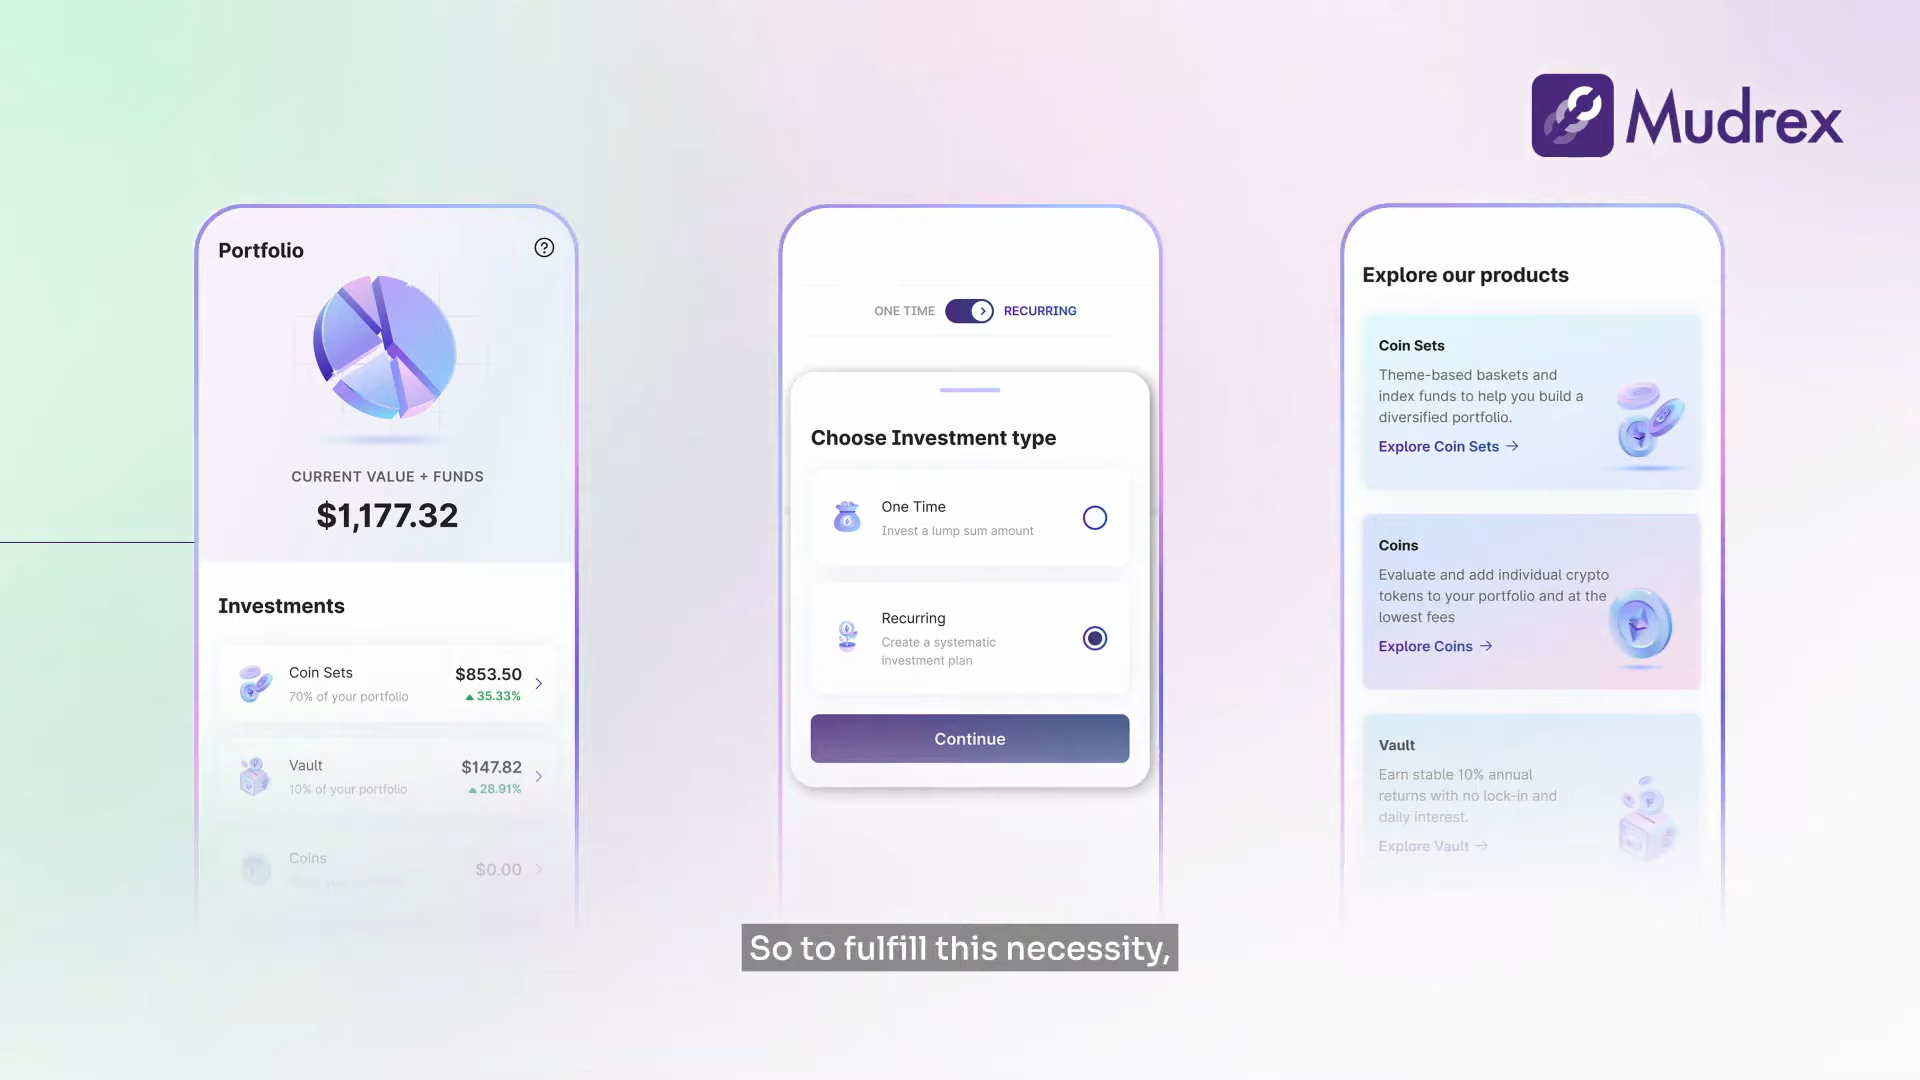 Mudrex
Portfolio
CURRENT VALUE + FUNDS
$1,177.32
Investments
Coin Sets
$853.50
70% of your portfolio
35.33%
Vault
$147.82
10% of your portfolio
28.91%
Coins
$0.00
ONE TIME
RECURRING
Choose Investment type
One Time
Invest a lump sum amount
Recurring
Create a systematic
investment plan
Continue
Explore our products
Coin Sets
Theme-based baskets and
index funds to help you build a
diversified portfolio.
Explore Coin Sets →
Coins
Evaluate and add individual crypto
tokens to your portfolio and at the
lowest fees
Explore Coins →
Vault
Earn stable 10% annual
returns with no lock-in and
daily interest.
Explore Vault →
So to fulfill this necessity,